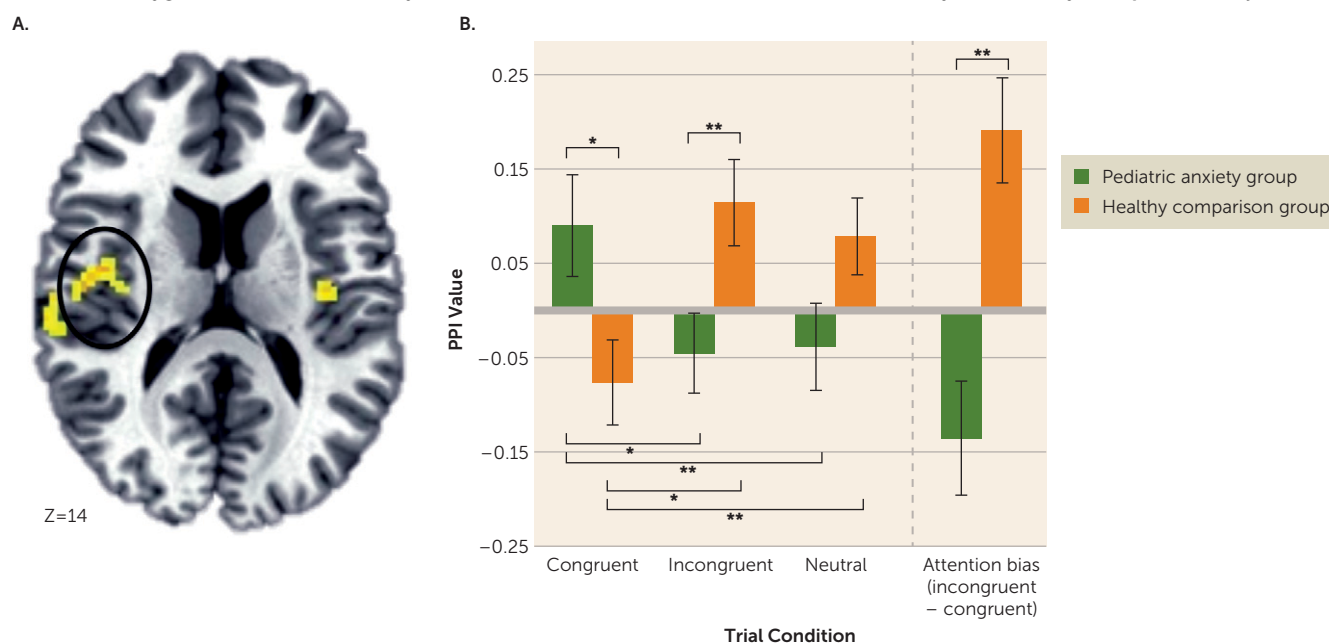 A.
B.
Z=14
PPI Value
0.25
0.15
0.05
−0.05
−0.15
−0.25
*
**
**
*
**
*
**
Congruent
Incongruent
Neutral
Attention bias
(incongruent
– congruent)
Trial Condition
Pediatric anxiety group
Healthy comparison group